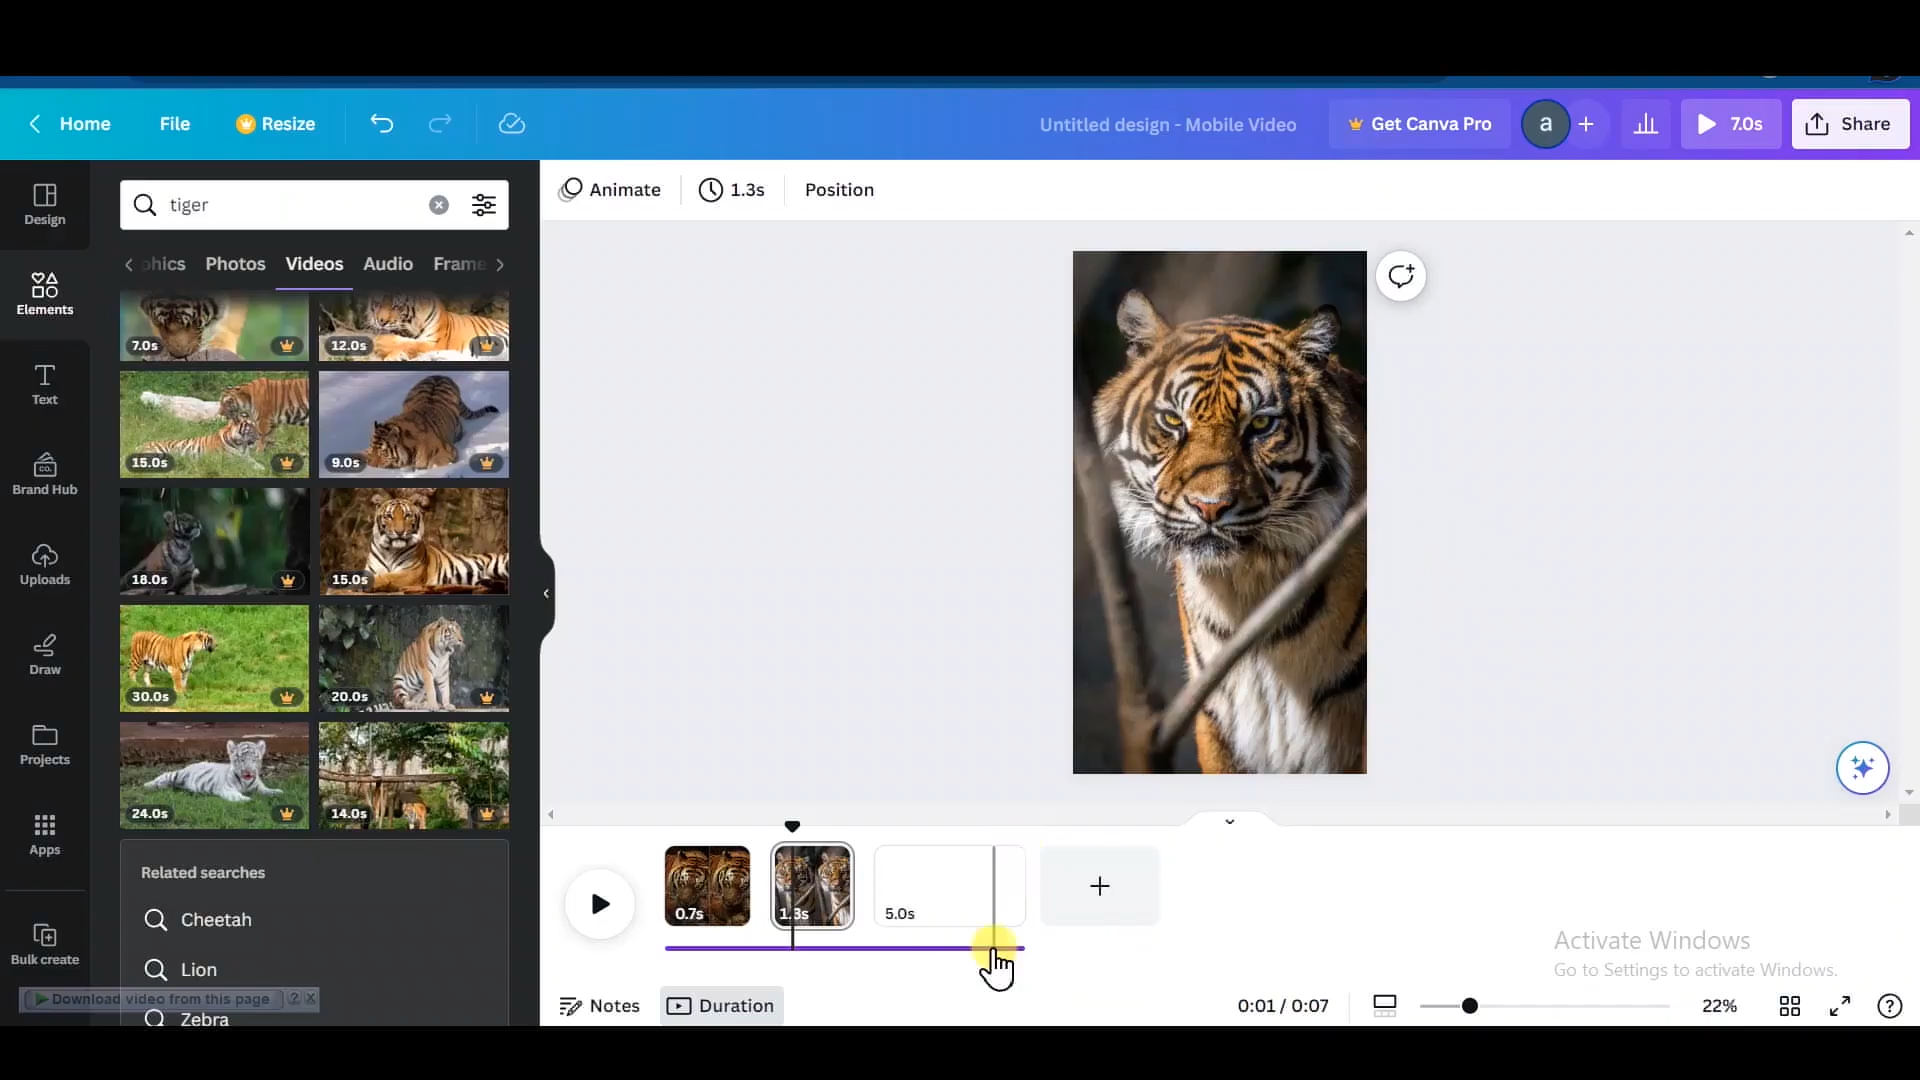 Home
File
Resize
Untitled design - Mobile Video
Get Canva Pro
a
7.0s
Share
Design
Elements
Text
Brand Hub
CO.
Uploads
Draw
Projects
Apps
Bulk create
tiger
phics
Photos
Videos
Audio
Frame
7.0s
12.0s
15.0s
9.0s
18.0s
15.0s
30.0s
20.0s
24.0s
14.0s
Related searches
Cheetah
Lion
Zebra
Download video from this page ? X
Animate
1.3s
Position
0.7s
1.3s
5.0s
Activate Windows
Go to Settings to activate Windows.
Notes
Duration
0:01 / 0:07
22%
?